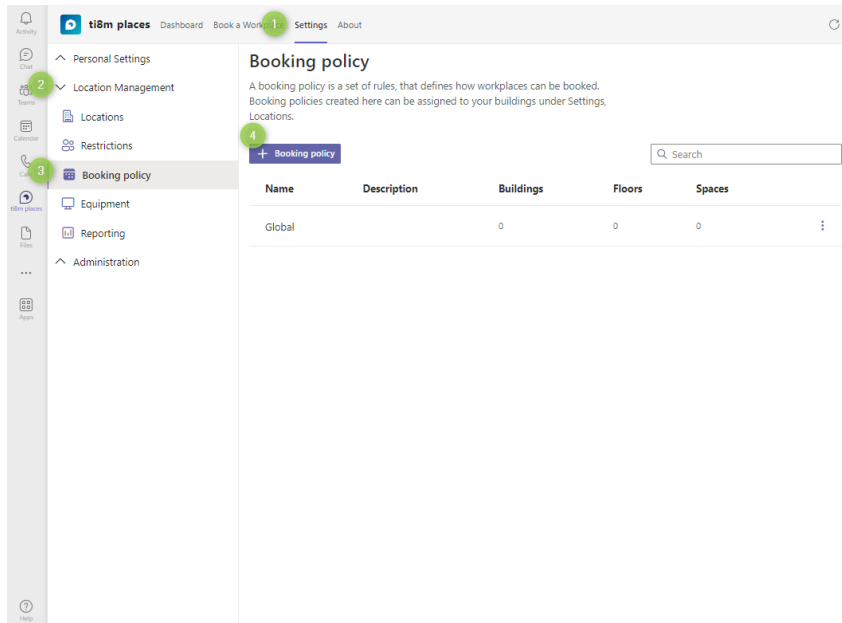 Activity
Chat
Teams
Calendar
ti8m places
Files
Apps
Help
ti8m places Dashboard Book a Settings About
1
Personal Settings
2
Location Management
Locations
Restrictions
3
Booking policy
Equipment
Reporting
Administration
Booking policy
A booking policy is a set of rules, that defines how workplaces can be booked.
Booking policies created here can be assigned to your buildings under Settings,
Locations.
4
+ Booking policy
Search
Name Description Buildings Floors Spaces
Global 0 0 0